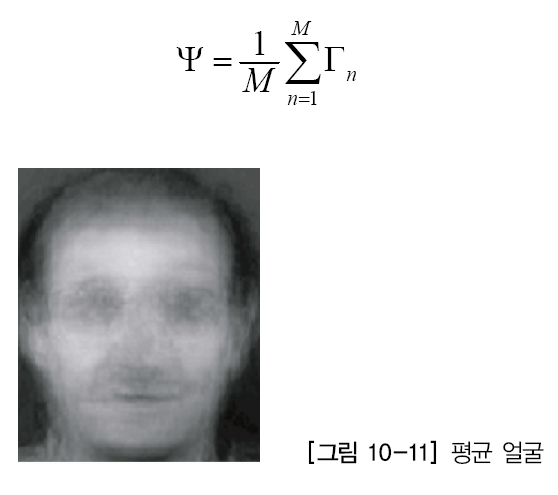 Ψ = 1/M ∑_{n=1}^{M} Γ_n
[그림 10-11] 평균 얼굴